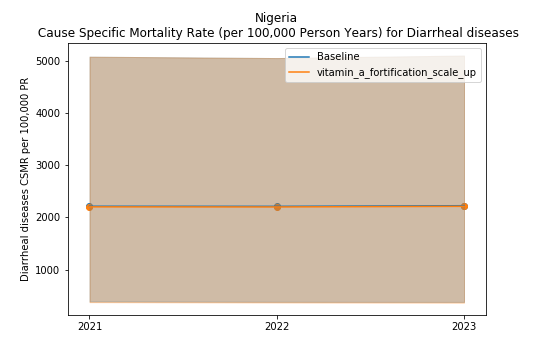 Nigeria
Cause Specific Mortality Rate (per 100,000 Person Years) for Diarrheal diseases
Baseline
vitamin_a_fortification_scale_up
Diarrheal diseases CSMR per 100,000 PR
5000
4000
3000
2000
1000
2021
2022
2023